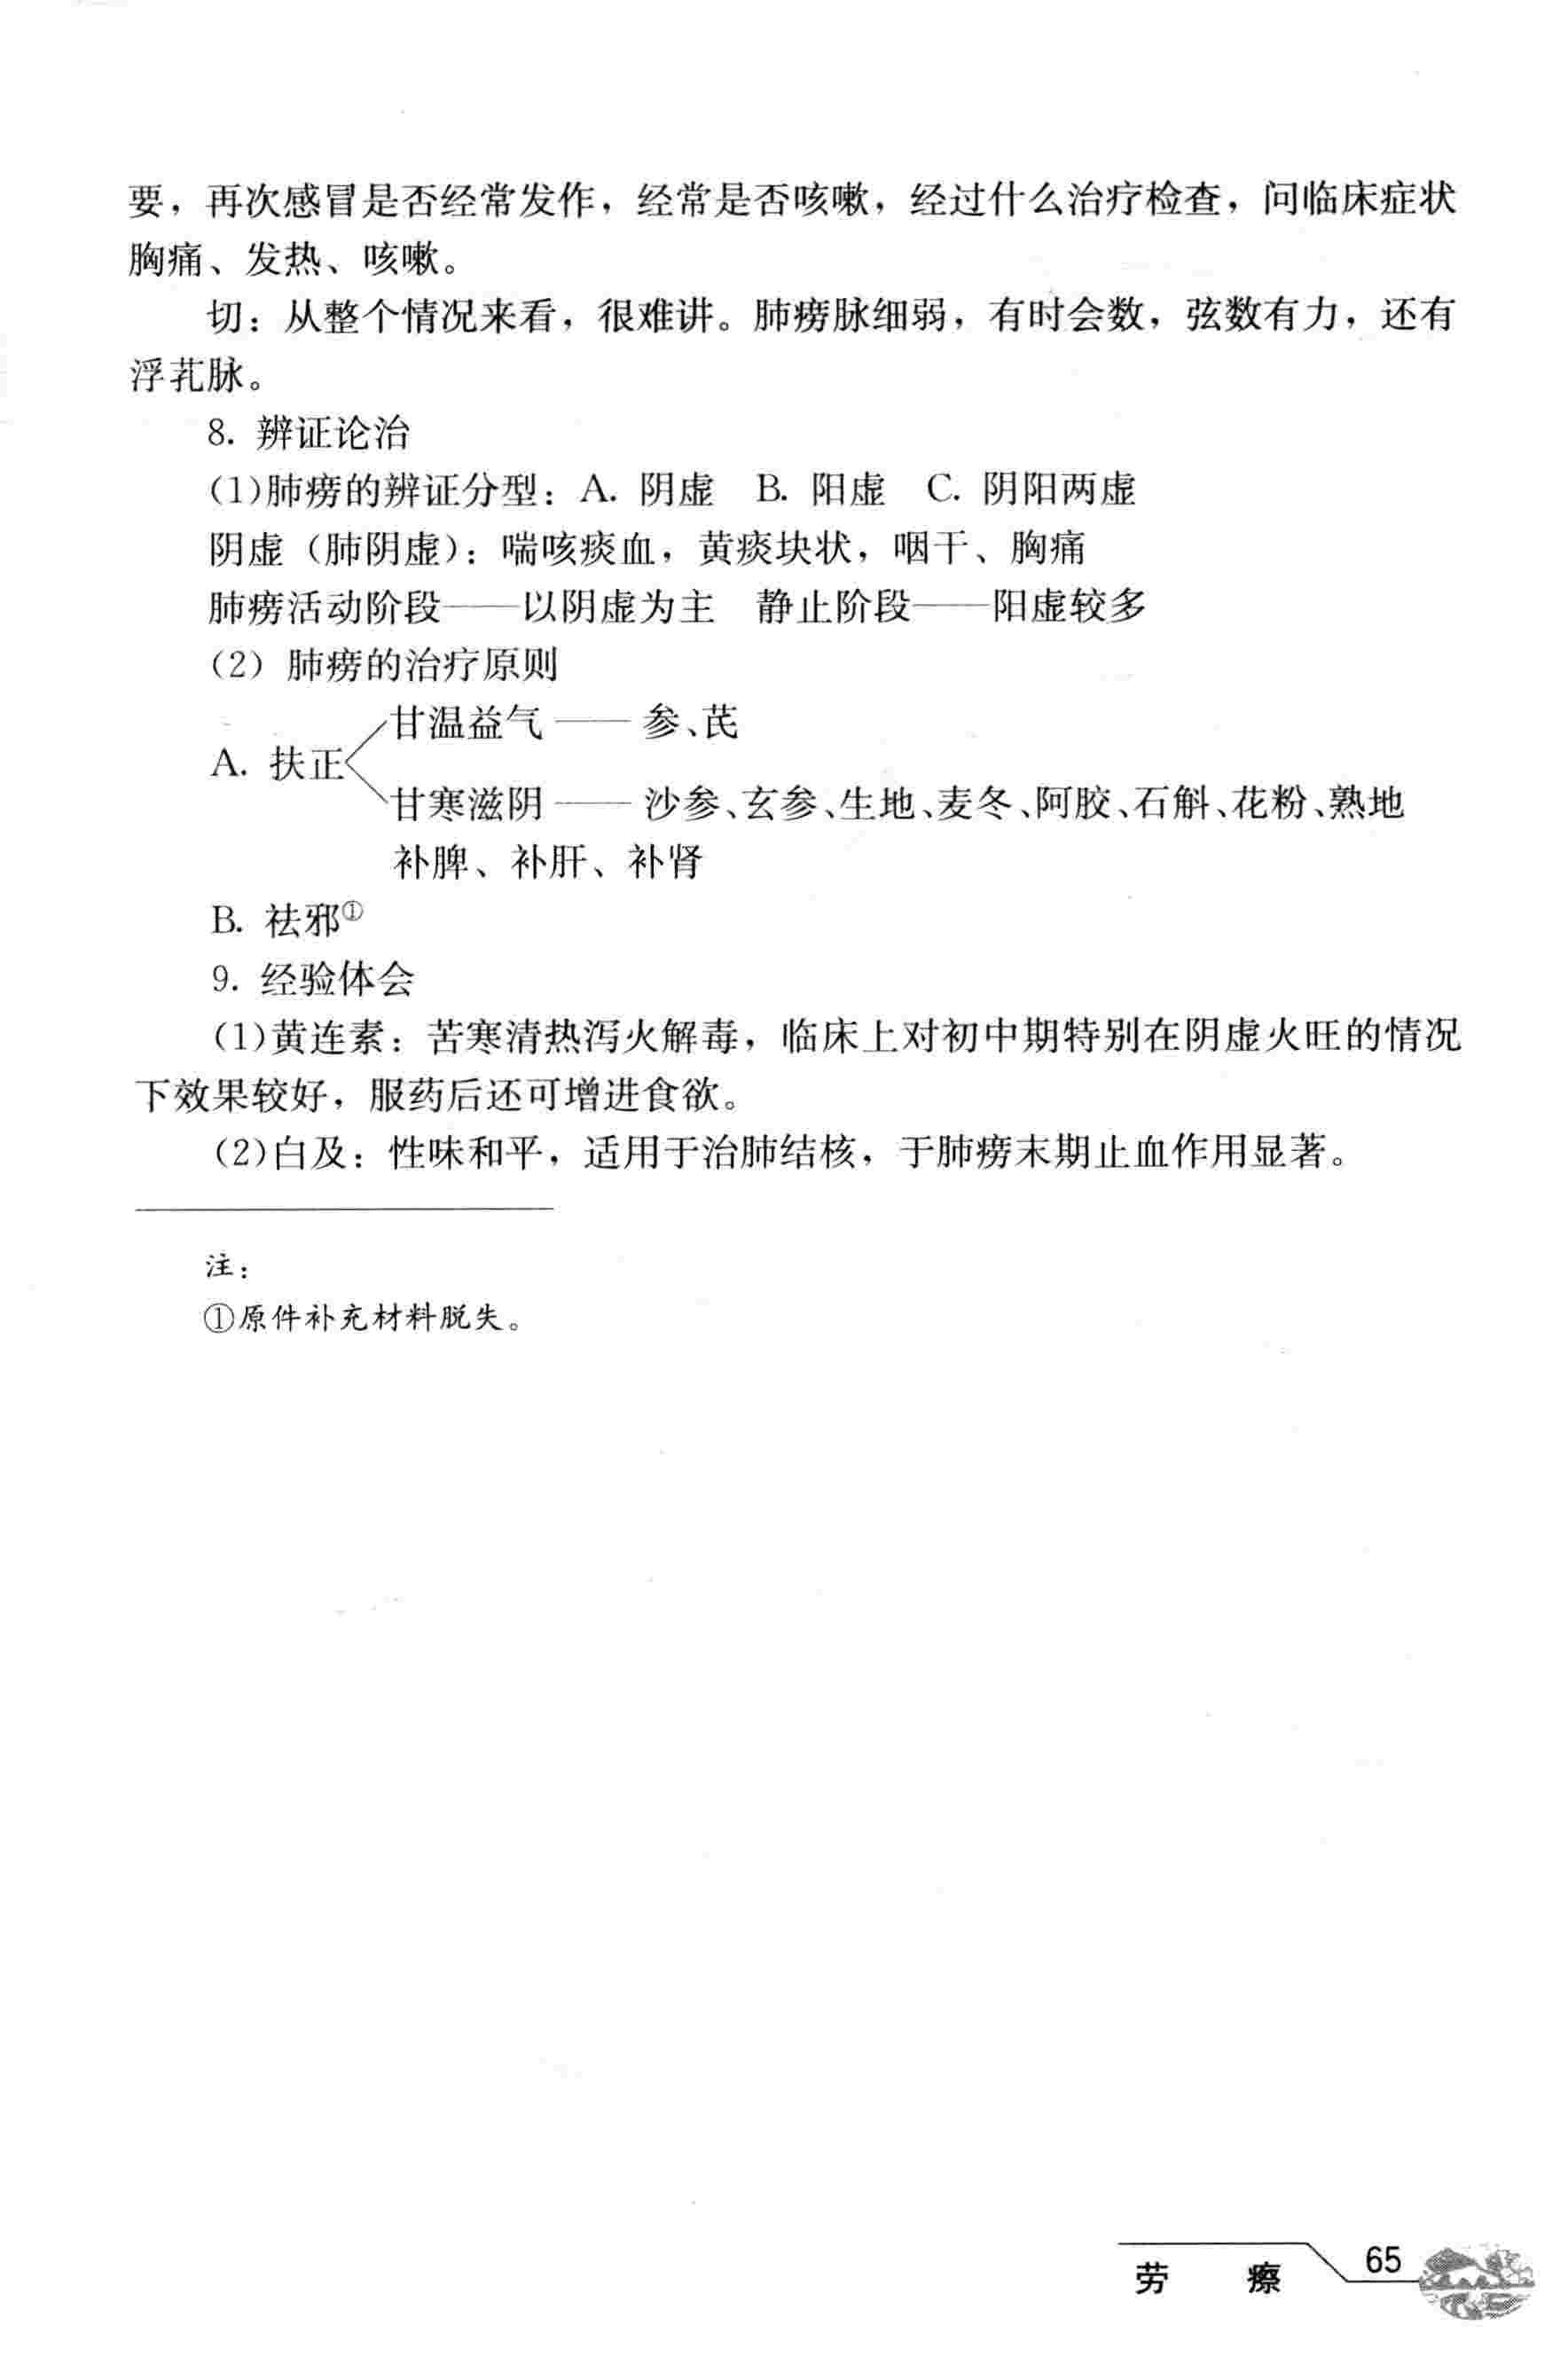 要，再次感冒是否经常发作，经常是否咳嗽，经过什么治疗检查，问临床症状
胸痛、发热、咳嗽。
切：从整个情况来看，很难讲。肺痨脉细弱，有时会数，弦数有力，还有
浮芤脉。
8. 辨证论治
(1)肺痨的辨证分型：A. 阴虚　B. 阳虚　C. 阴阳两虚
阴虚（肺阴虚）：喘咳痰血，黄痰块状，咽干、胸痛
肺痨活动阶段——以阴虚为主　静止阶段——阳虚较多
（2）肺痨的治疗原则
甘温益气 —— 参、芪
A. 扶正
甘寒滋阴 —— 沙参、玄参、生地、麦冬、阿胶、石斛、花粉、熟地
补脾、补肝、补肾
B. 祛邪①
9. 经验体会
(1)黄连素：苦寒清热泻火解毒，临床上对初中期特别在阴虚火旺的情况
下效果较好，服药后还可增进食欲。
(2)白及：性味和平，适用于治肺结核，于肺痨末期止血作用显著。
注：
①原件补充材料脱失。
劳　瘵 65